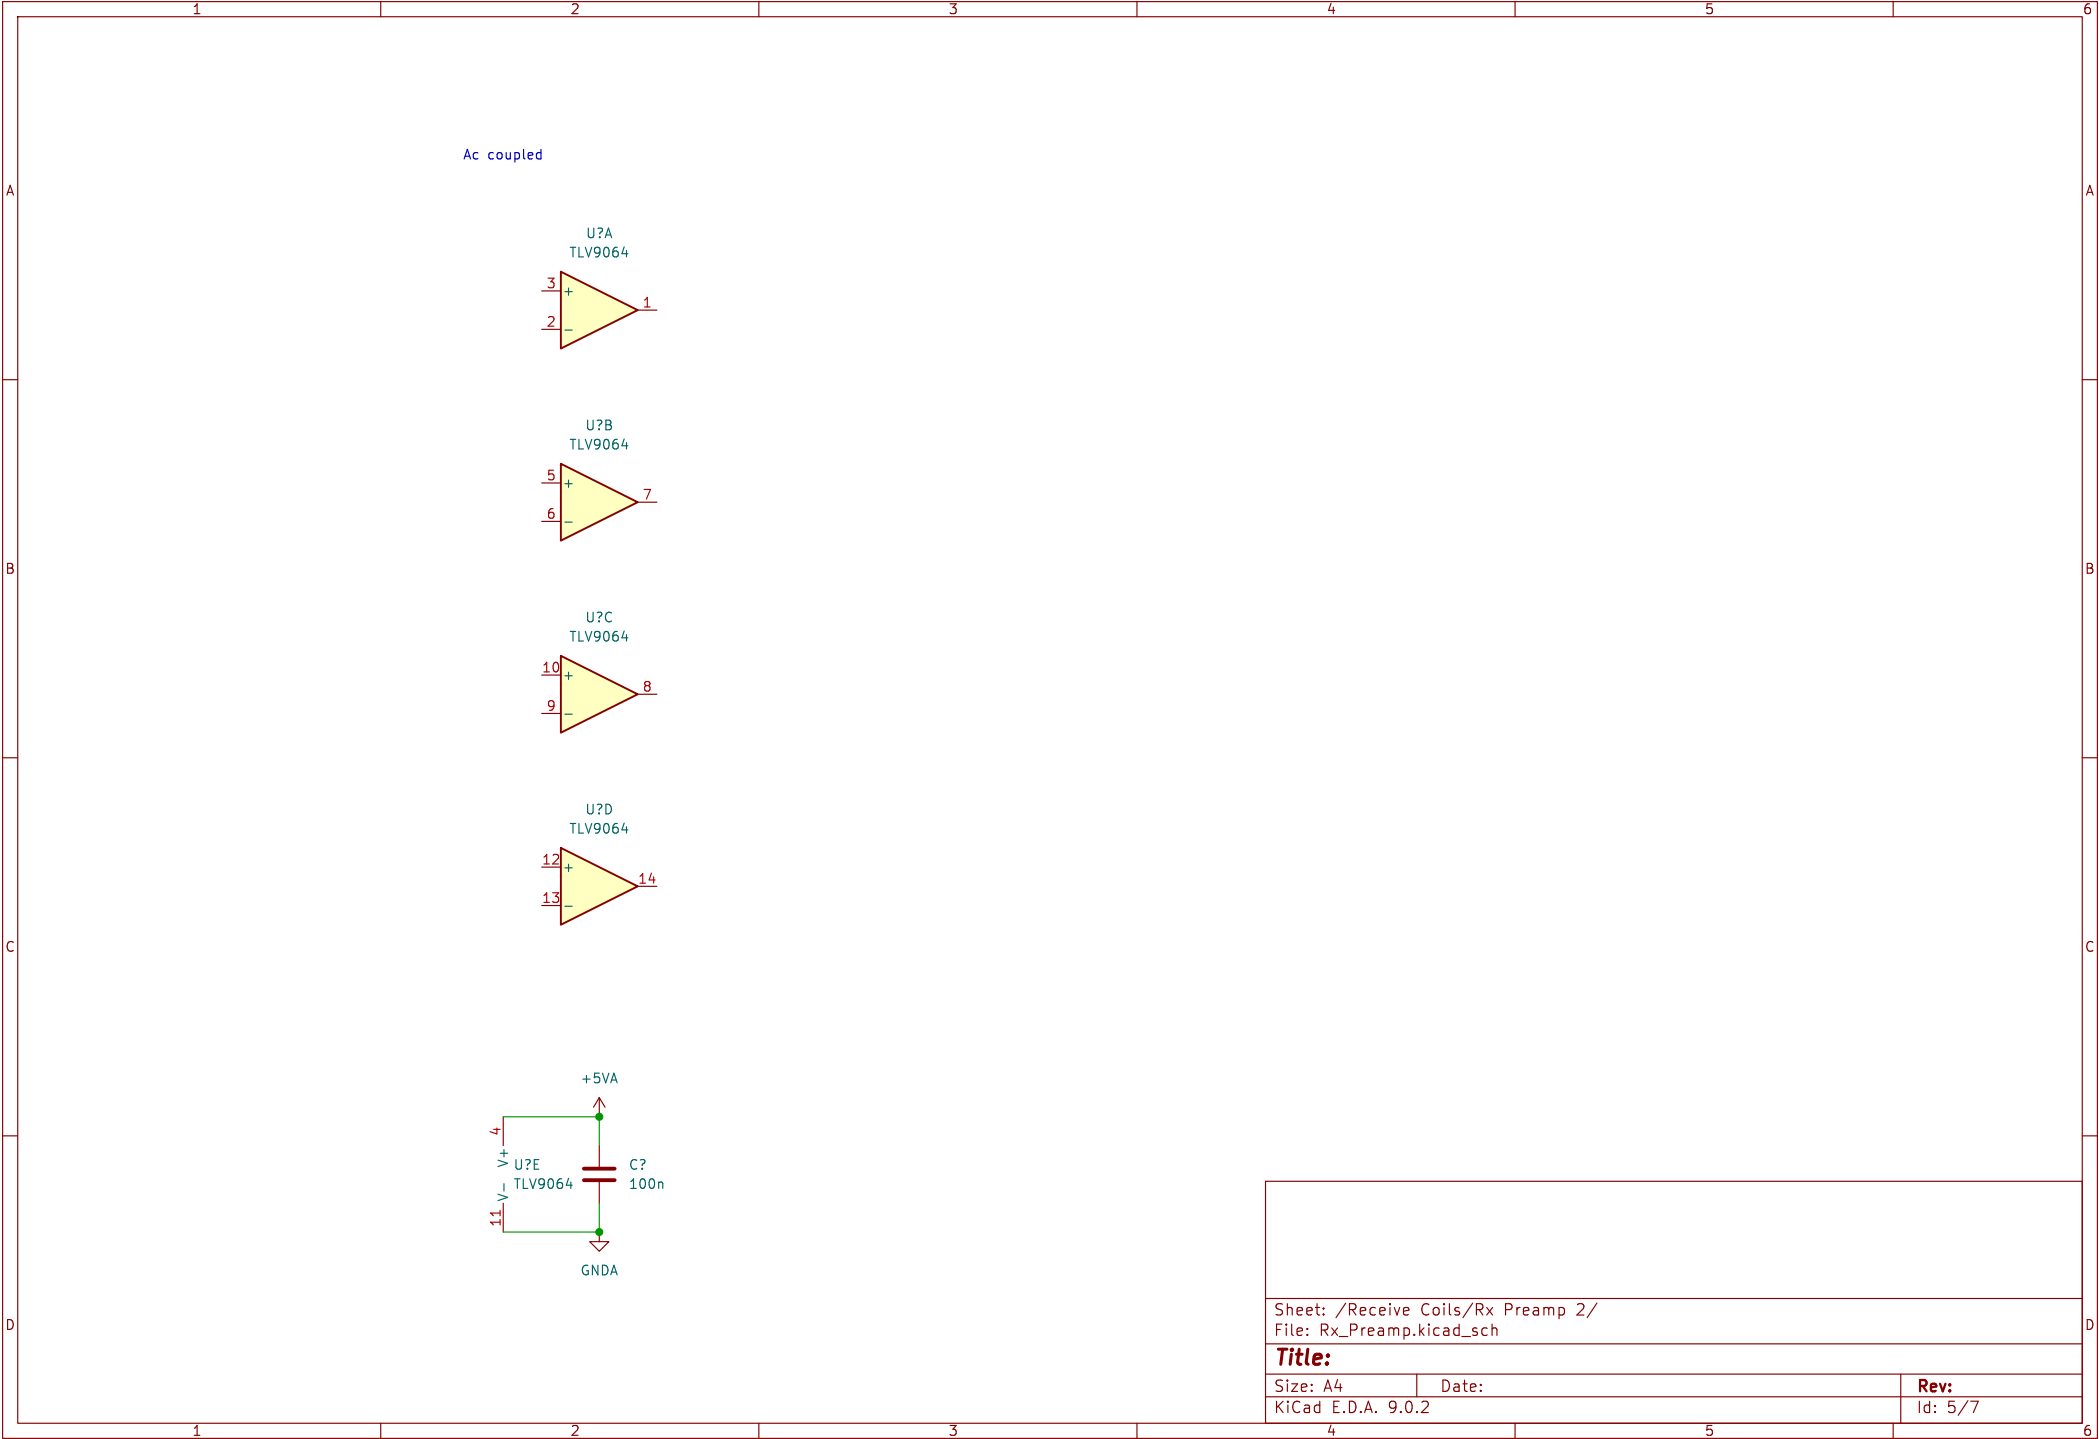 1 2 3 4 5 6
Ac coupled
A A
U?A
TLV9064
3 +
1
2 −
U?B
TLV9064
5 +
7
6 −
B B
U?C
TLV9064
10 +
8
9 −
U?D
TLV9064
12 +
14
13 −
C C
+5VA
4
V+
U?E
TLV9064
V-
11
C?
100n
GNDA
Sheet: /Receive Coils/Rx Preamp 2/
File: Rx_Preamp.kicad_sch
D D
Title:
Size: A4 Date: Rev:
KiCad E.D.A. 9.0.2 Id: 5/7
1 2 3 4 5 6